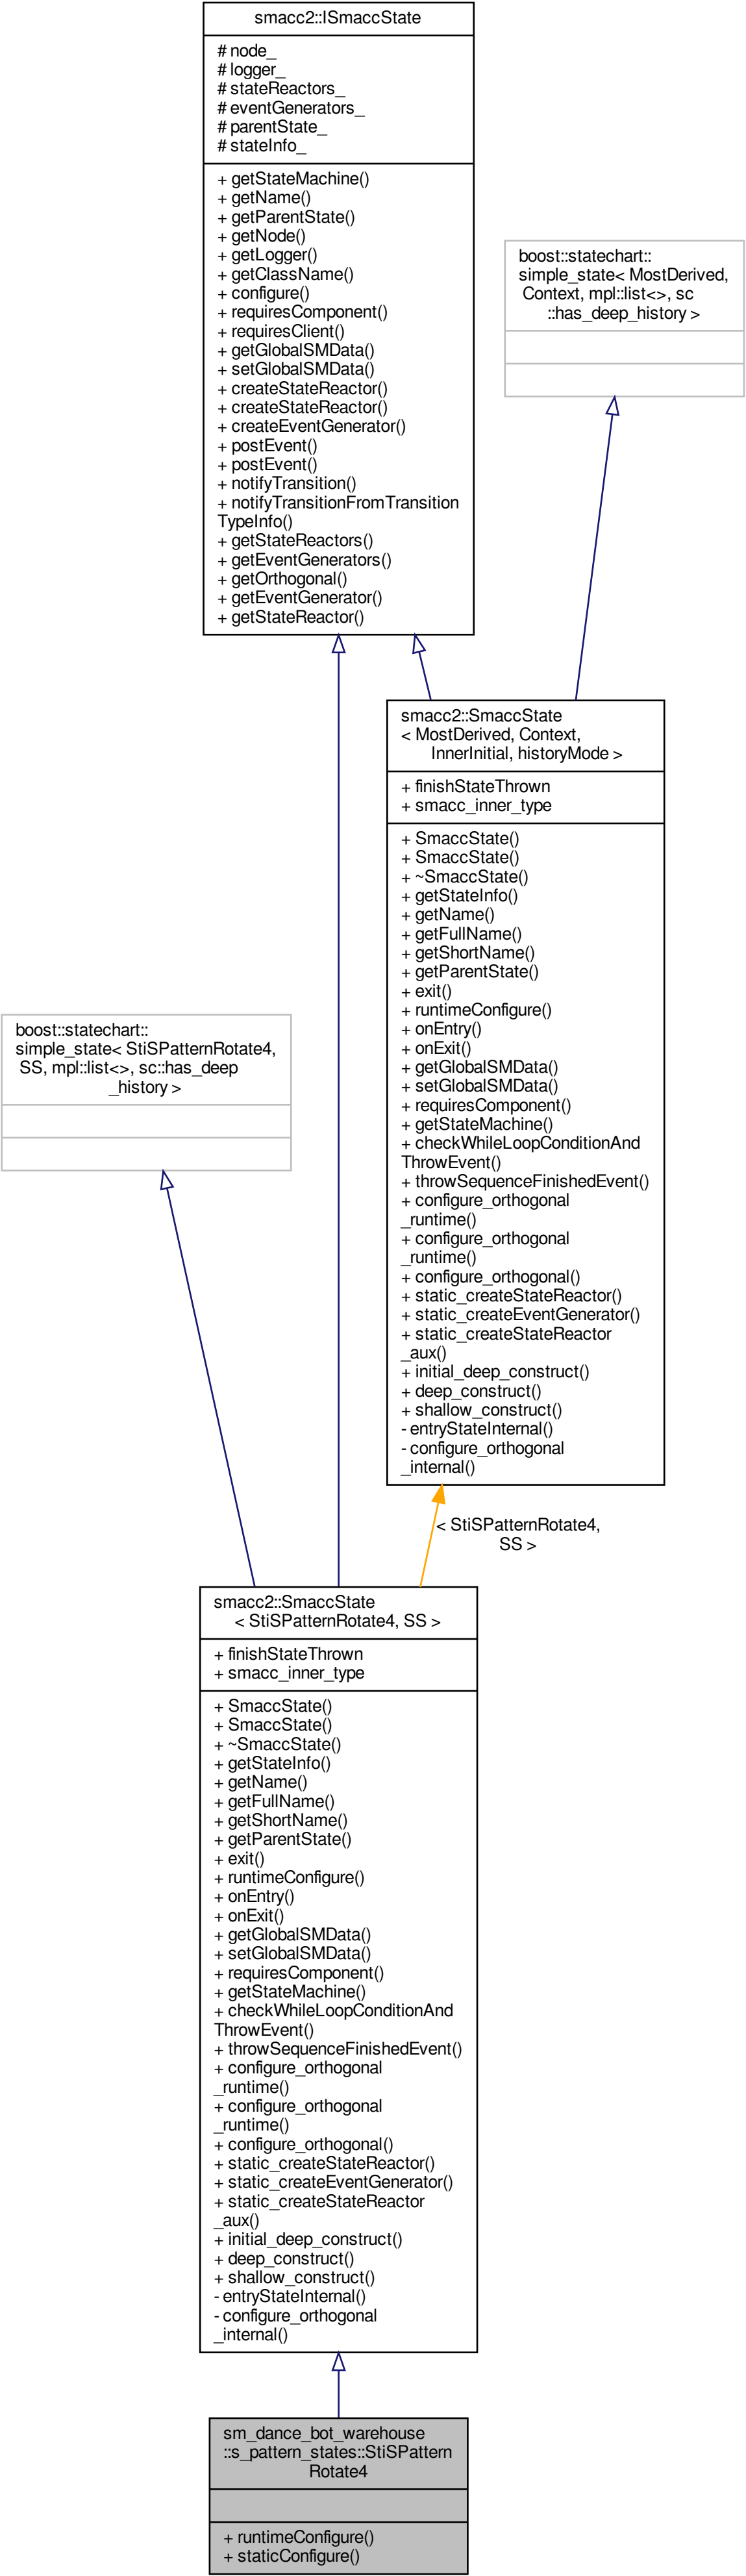 smacc2::ISmaccState
# node_
# logger_
# stateReactors_
# eventGenerators_
# parentState_
# stateInfo_
+ getStateMachine()
+ getName()
+ getParentState()
+ getNode()
+ getLogger()
+ getClassName()
+ configure()
+ requiresComponent()
+ requiresClient()
+ getGlobalSMData()
+ setGlobalSMData()
+ createStateReactor()
+ createStateReactor()
+ createEventGenerator()
+ postEvent()
+ postEvent()
+ notifyTransition()
+ notifyTransitionFromTransition
TypeInfo()
+ getStateReactors()
+ getEventGenerators()
+ getOrthogonal()
+ getEventGenerator()
+ getStateReactor()
boost::statechart::
simple_state< MostDerived,
Context, mpl::list<>, sc
::has_deep_history >
smacc2::SmaccState
< MostDerived, Context,
InnerInitial, historyMode >
+ finishStateThrown
+ smacc_inner_type
+ SmaccState()
+ SmaccState()
+ ~SmaccState()
+ getStateInfo()
+ getName()
+ getFullName()
+ getShortName()
+ getParentState()
+ exit()
+ runtimeConfigure()
+ onEntry()
+ onExit()
+ getGlobalSMData()
+ setGlobalSMData()
+ requiresComponent()
+ getStateMachine()
+ checkWhileLoopConditionAnd
ThrowEvent()
+ throwSequenceFinishedEvent()
+ configure_orthogonal
_runtime()
+ configure_orthogonal
_runtime()
+ configure_orthogonal()
+ static_createStateReactor()
+ static_createEventGenerator()
+ static_createStateReactor
_aux()
+ initial_deep_construct()
+ deep_construct()
+ shallow_construct()
- entryStateInternal()
- configure_orthogonal
_internal()
boost::statechart::
simple_state< StiSPatternRotate4,
SS, mpl::list<>, sc::has_deep
_history >
< StiSPatternRotate4,
SS >
smacc2::SmaccState
< StiSPatternRotate4, SS >
+ finishStateThrown
+ smacc_inner_type
+ SmaccState()
+ SmaccState()
+ ~SmaccState()
+ getStateInfo()
+ getName()
+ getFullName()
+ getShortName()
+ getParentState()
+ exit()
+ runtimeConfigure()
+ onEntry()
+ onExit()
+ getGlobalSMData()
+ setGlobalSMData()
+ requiresComponent()
+ getStateMachine()
+ checkWhileLoopConditionAnd
ThrowEvent()
+ throwSequenceFinishedEvent()
+ configure_orthogonal
_runtime()
+ configure_orthogonal
_runtime()
+ configure_orthogonal()
+ static_createStateReactor()
+ static_createEventGenerator()
+ static_createStateReactor
_aux()
+ initial_deep_construct()
+ deep_construct()
+ shallow_construct()
- entryStateInternal()
- configure_orthogonal
_internal()
sm_dance_bot_warehouse
::s_pattern_states::StiSPattern
Rotate4
+ runtimeConfigure()
+ staticConfigure()